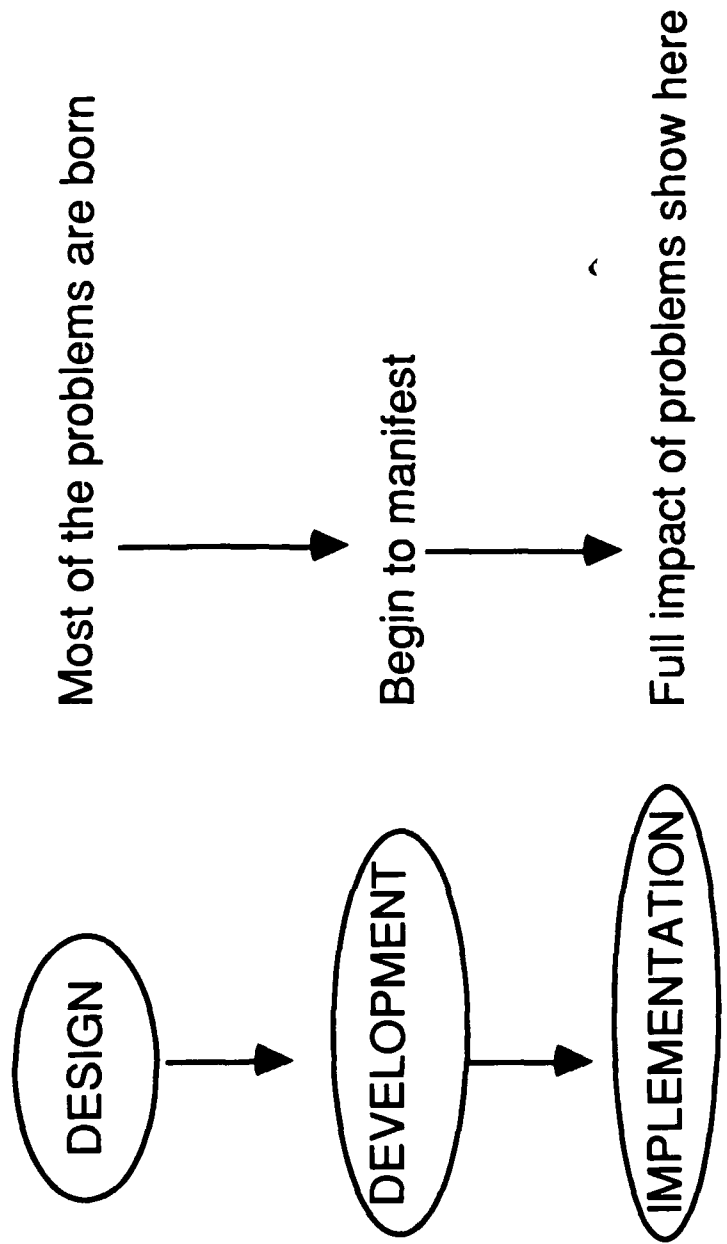 DESIGN
Most of the problems are born
DEVELOPMENT
Begin to manifest
IMPLEMENTATION
Full impact of problems show here